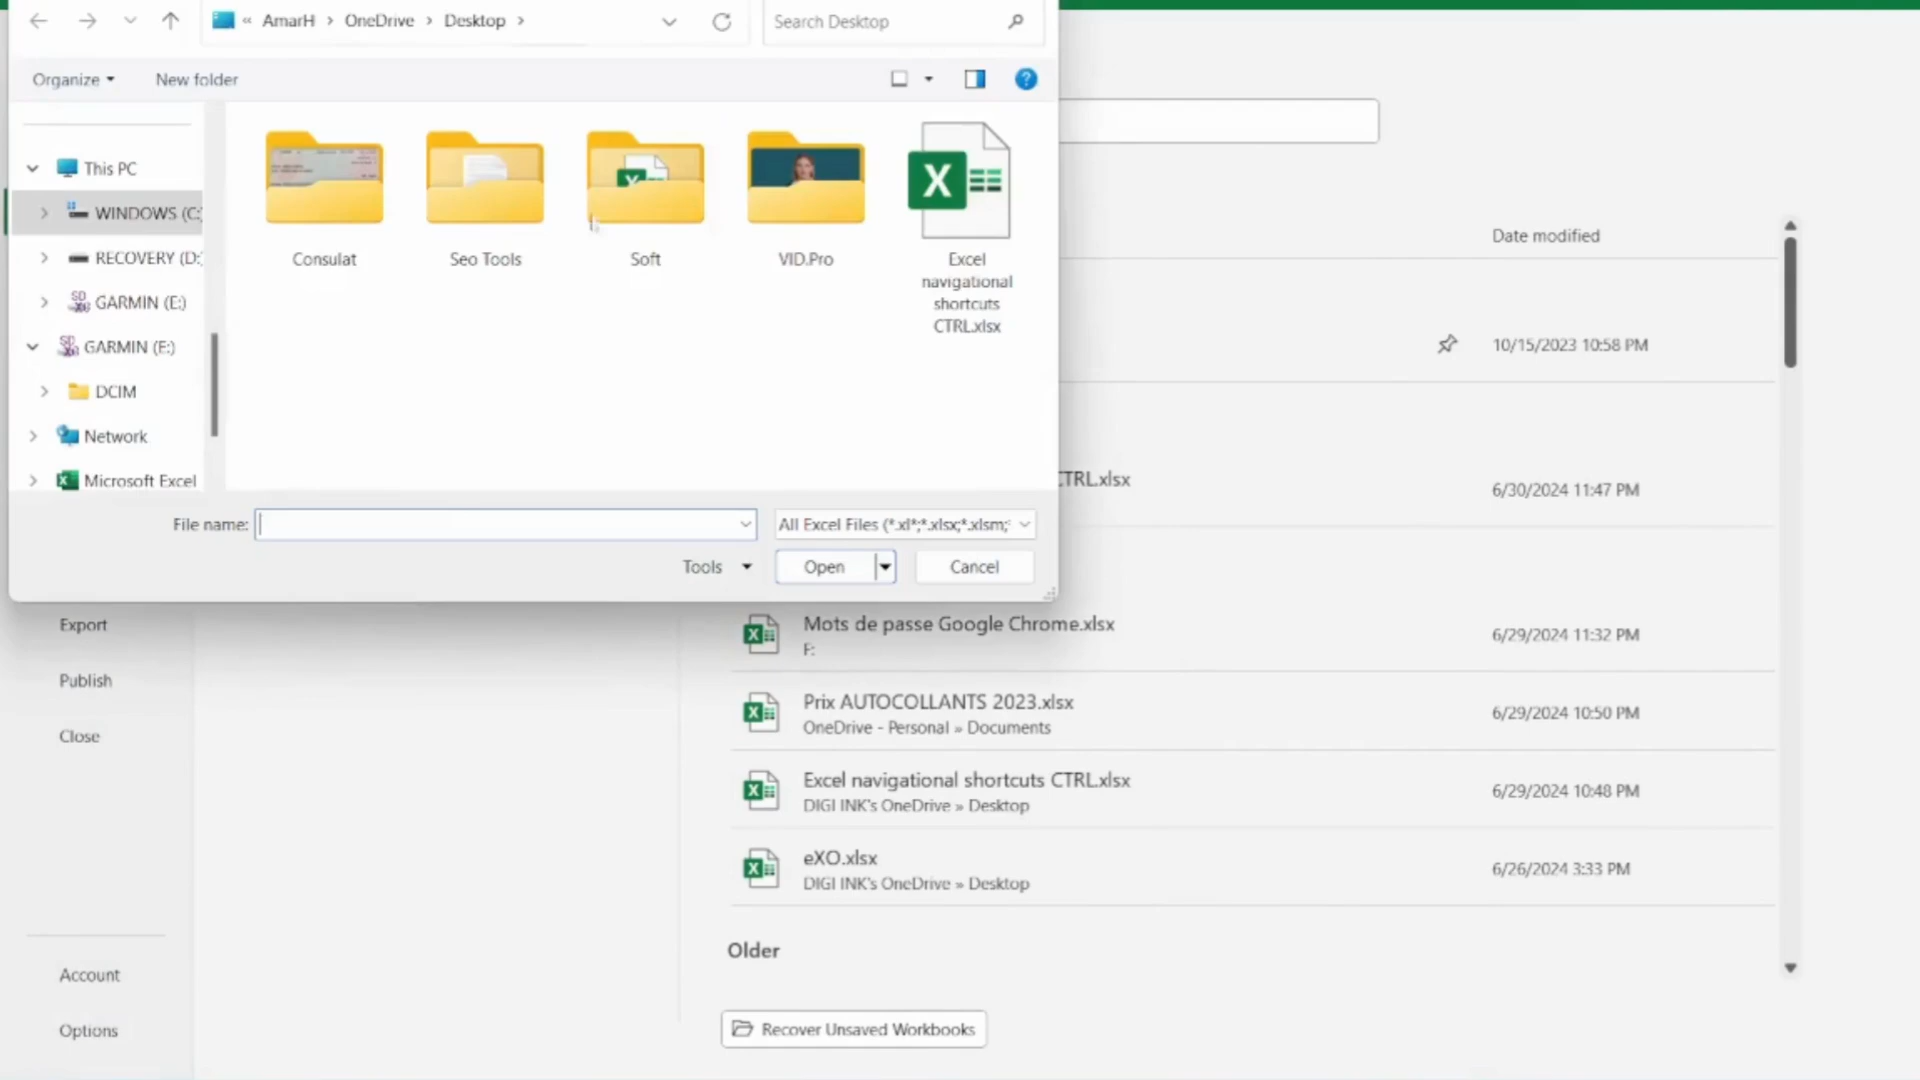 « AmarH › OneDrive › Desktop ›
Search Desktop
Organize
New folder
This PC
WINDOWS (C:
RECOVERY (D:
GARMIN (E:)
GARMIN (E:)
DCIM
Network
Microsoft Excel
Consulat
Seo Tools
Soft
VID.Pro
Excel
navigational
shortcuts
CTRL.xlsx
File name:
All Excel Files (*.xl*;*.xlsx;*.xlsm;
Tools
Open
Cancel
Export
Publish
Close
Account
Options
Date modified
10/15/2023 10:58 PM
CTRL.xlsx
6/30/2024 11:47 PM
Mots de passe Google Chrome.xlsx
F:
6/29/2024 11:32 PM
Prix AUTOCOLLANTS 2023.xlsx
OneDrive - Personal » Documents
6/29/2024 10:50 PM
Excel navigational shortcuts CTRL.xlsx
DIGI INK's OneDrive » Desktop
6/29/2024 10:48 PM
eXO.xlsx
DIGI INK's OneDrive » Desktop
6/26/2024 3:33 PM
Older
Recover Unsaved Workbooks